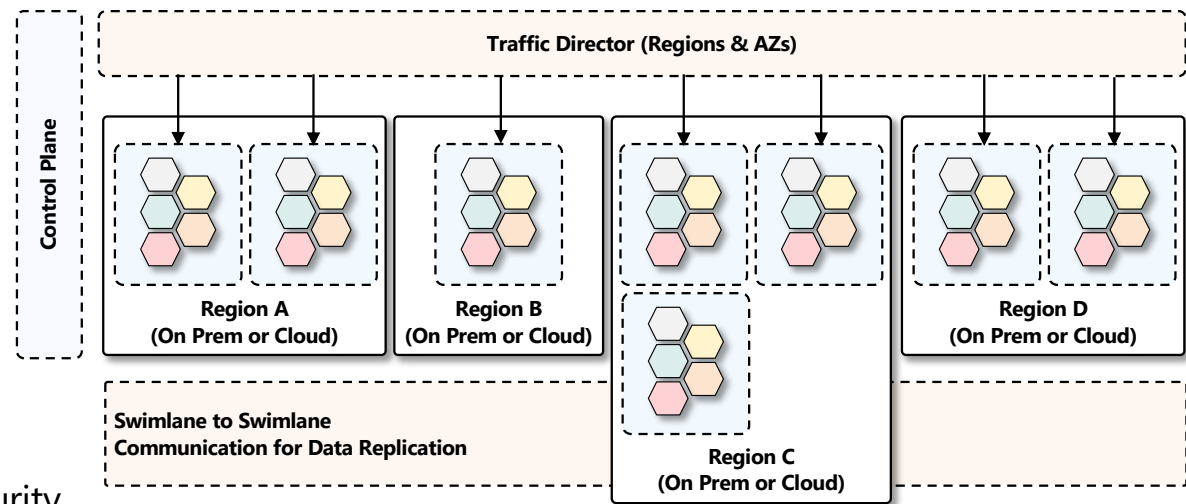 Traffic Director (Regions & AZs)
Control Plane
Region A
(On Prem or Cloud)
Region B
(On Prem or Cloud)
Region D
(On Prem or Cloud)
Swimlane to Swimlane
Communication for Data Replication
Region C
(On Prem or Cloud)